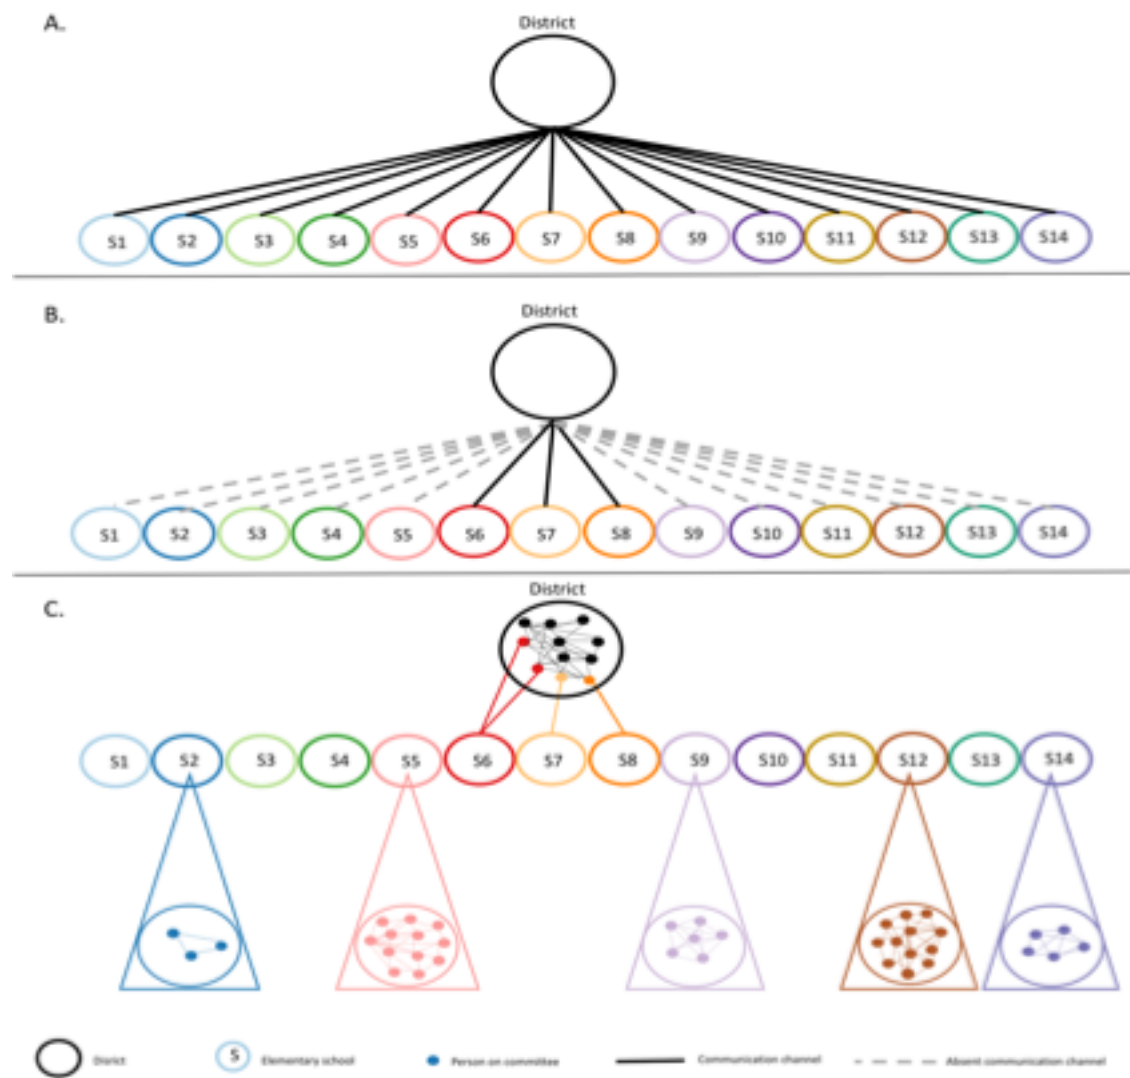 A.
District
S1 S2 S3 S4 S5 S6 S7 S8 S9 S10 S11 S12 S13 S14
B.
District
S1 S2 S3 S4 S5 S6 S7 S8 S9 S10 S11 S12 S13 S14
C.
District
S1 S2 S3 S4 S5 S6 S7 S8 S9 S10 S11 S12 S13 S14
District S Elementary school Person on committee Communication channel Absent communication channel